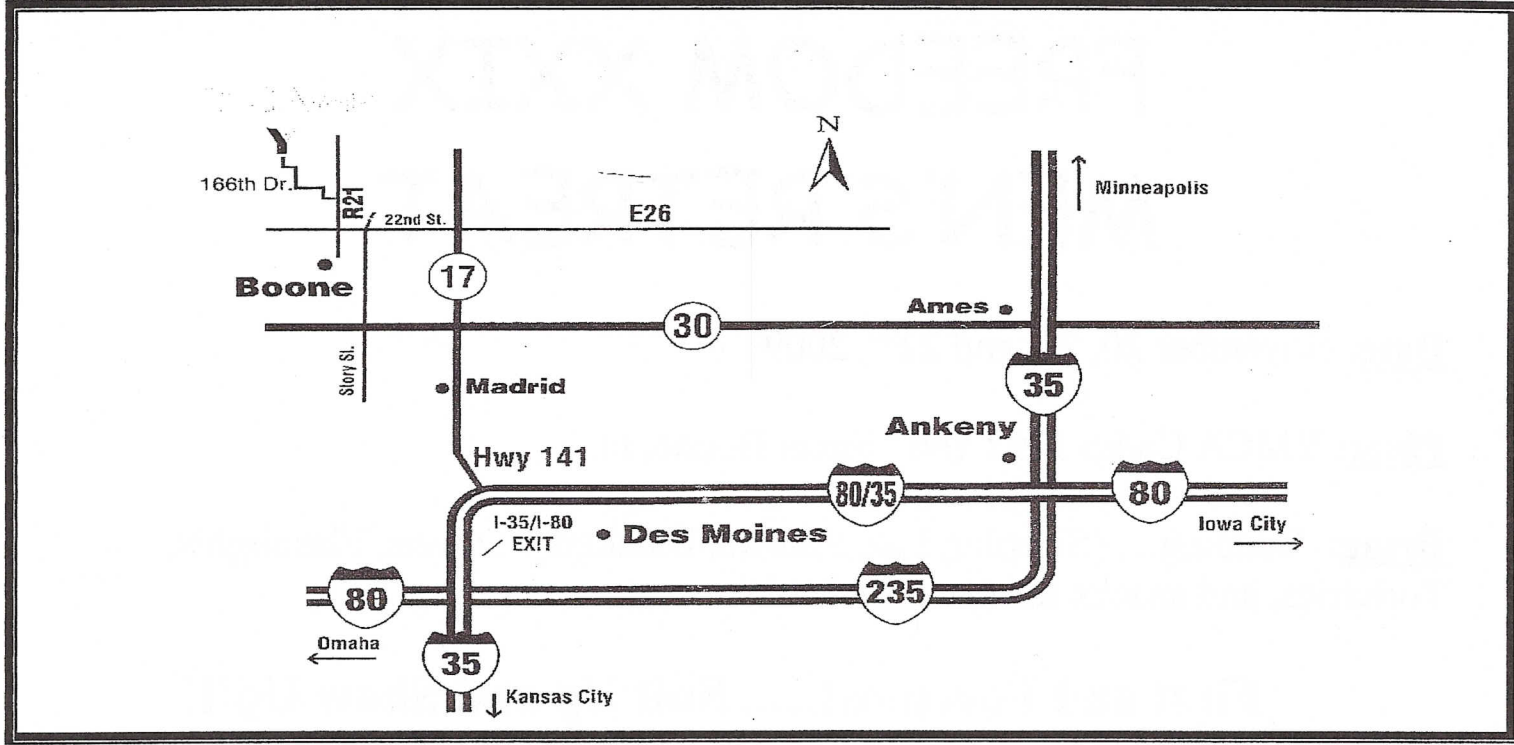 N
Minneapolis
166th Dr.
R21
22nd St.
E26
17
Boone
Ames
30
Story St.
35
Madrid
Ankeny
Hwy 141
80/35
80
I-35/I-80
EXIT
Des Moines
Iowa City
80
235
Omaha
35
Kansas City